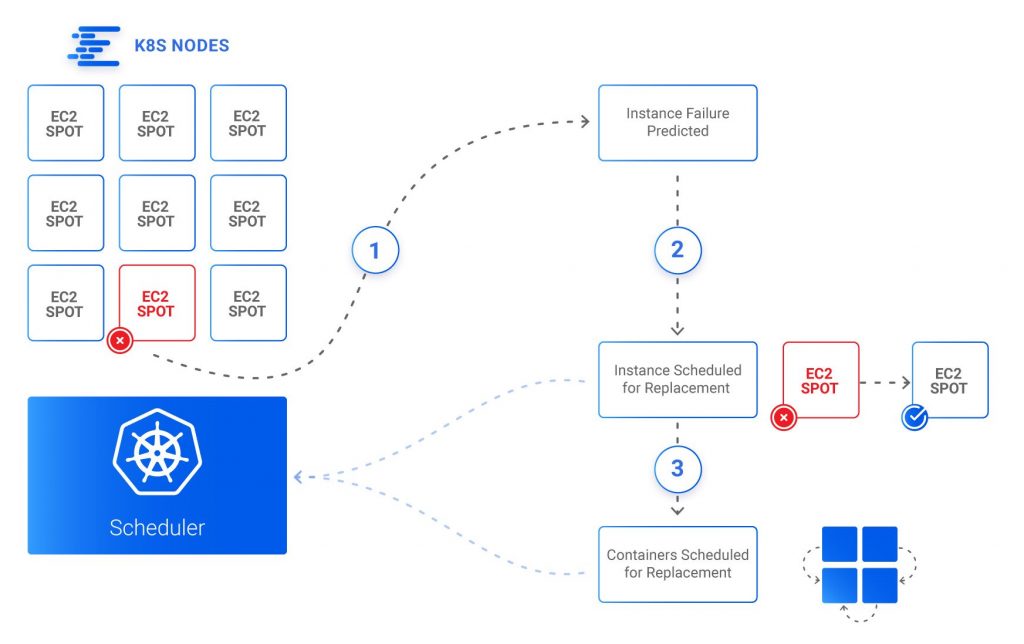 K8S NODES
EC2
SPOT
EC2
SPOT
EC2
SPOT
EC2
SPOT
EC2
SPOT
EC2
SPOT
EC2
SPOT
EC2
SPOT
EC2
SPOT
Scheduler
1
Instance Failure
Predicted
2
Instance Scheduled
for Replacement
EC2
SPOT
EC2
SPOT
3
Containers Scheduled
for Replacement